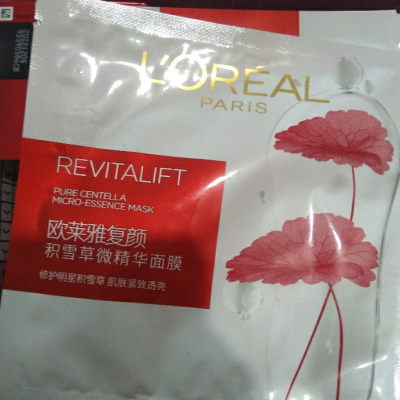 L'ORÉAL
PARIS
REVITALIFT
PURE CENTELLA
MICRO-ESSENCE MASK
欧莱雅复颜
积雪草微精华面膜
修护明星积雪草 肌肤紧致透亮